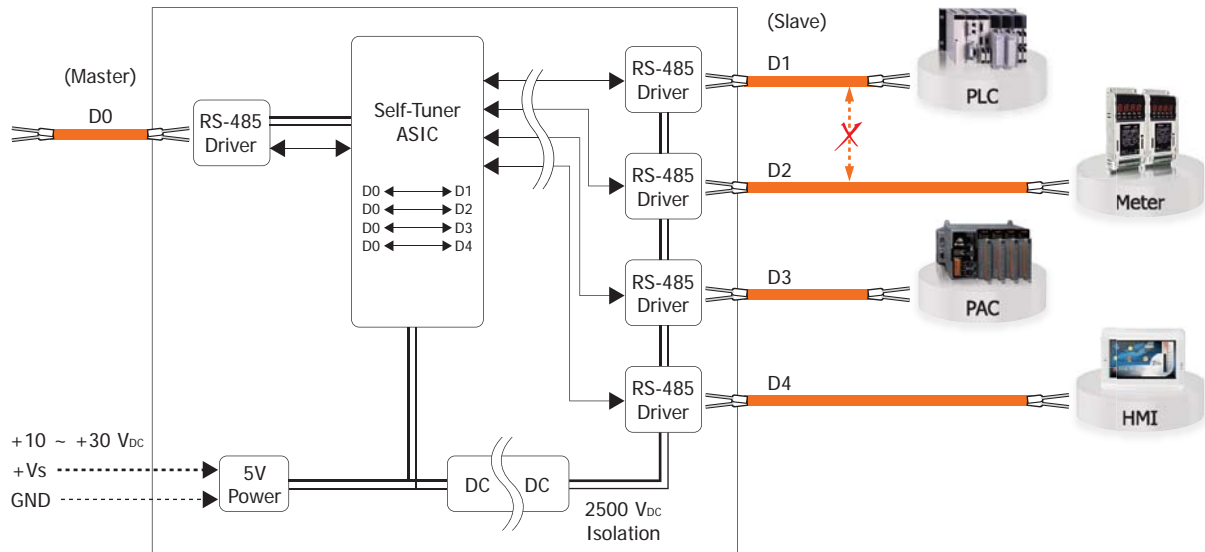 (Master)
D0
RS-485
Driver
Self-Tuner
ASIC
D0 D1
D0 D2
D0 D3
D0 D4
(Slave)
RS-485
Driver
D1
PLC
RS-485
Driver
D2
Meter
RS-485
Driver
D3
PAC
RS-485
Driver
D4
HMI
+10 ~ +30 VDC
+Vs
GND
5V
Power
DC DC
2500 VDC
Isolation